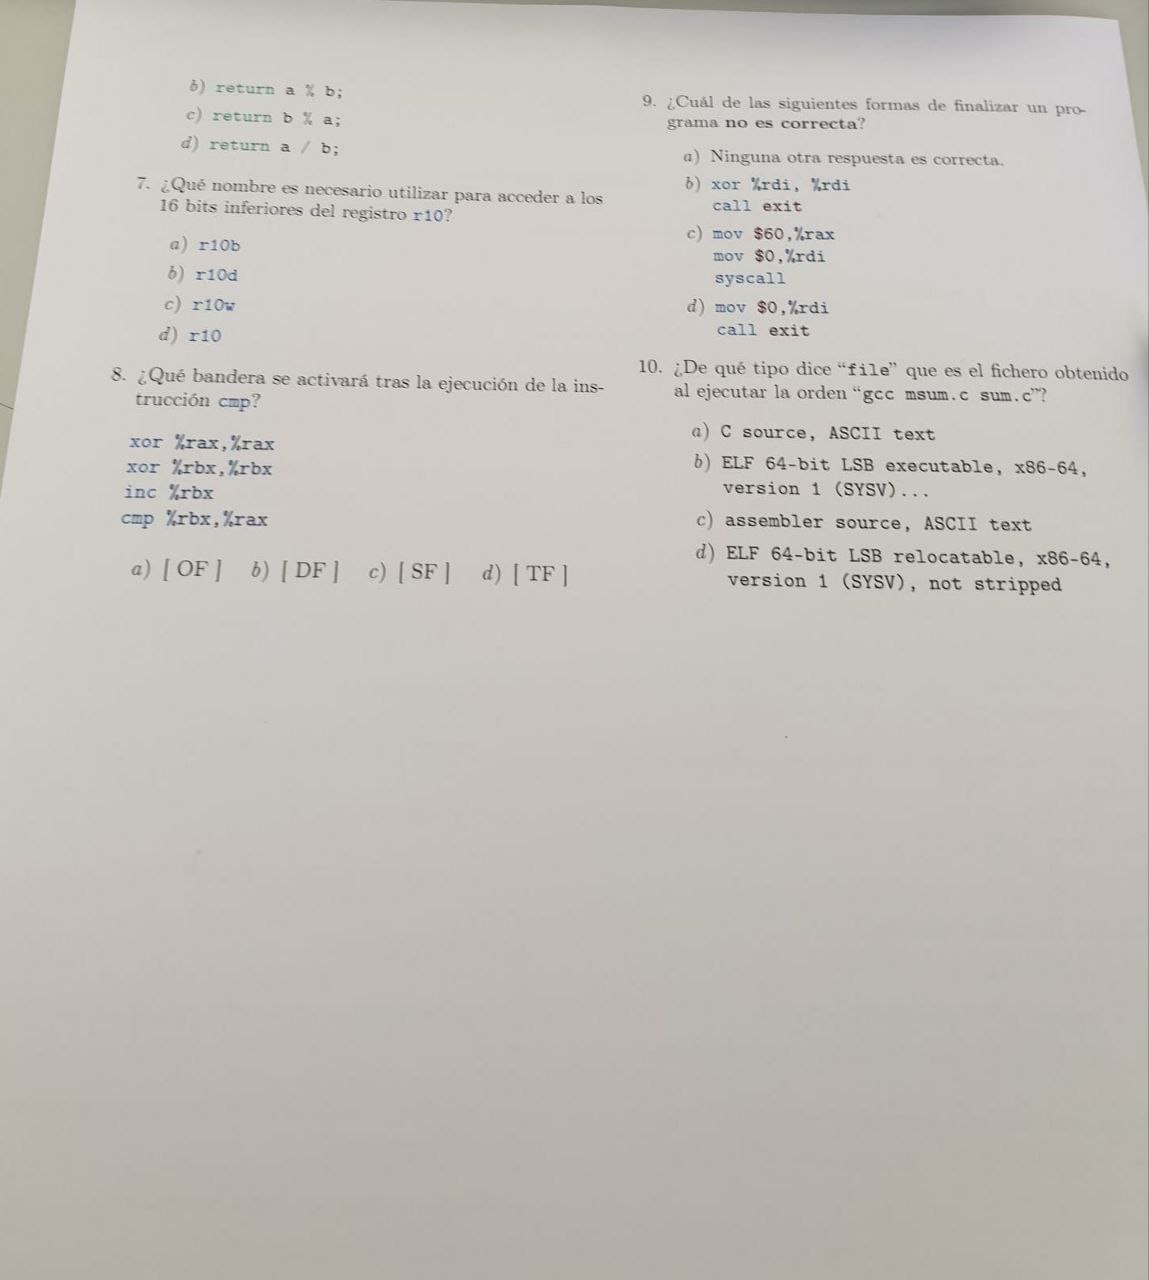 b) return a % b;
c) return b % a;
d) return a / b;
7. ¿Qué nombre es necesario utilizar para acceder a los
16 bits inferiores del registro r10?
a) r10b
b) r10d
c) r10w
d) r10
8. ¿Qué bandera se activará tras la ejecución de la ins-
trucción cmp?
xor %rax,%rax
xor %rbx,%rbx
inc %rbx
cmp %rbx,%rax
a) [ OF ] b) [ DF ] c) [ SF ] d) [ TF ]
9. ¿Cuál de las siguientes formas de finalizar un pro-
grama no es correcta?
a) Ninguna otra respuesta es correcta.
b) xor %rdi, %rdi
call exit
c) mov $60,%rax
mov $0,%rdi
syscall
d) mov $0,%rdi
call exit
10. ¿De qué tipo dice “file” que es el fichero obtenido
al ejecutar la orden “gcc msum.c sum.c”?
a) C source, ASCII text
b) ELF 64-bit LSB executable, x86-64,
version 1 (SYSV)...
c) assembler source, ASCII text
d) ELF 64-bit LSB relocatable, x86-64,
version 1 (SYSV), not stripped